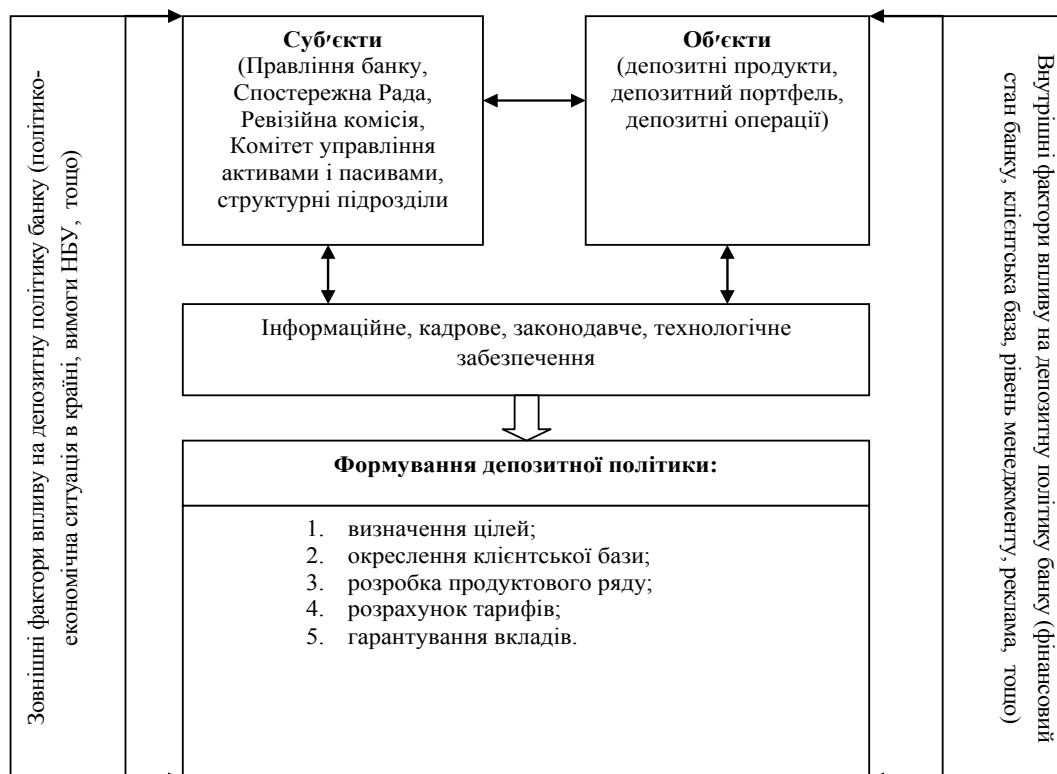 Зовнішні фактори впливу на депозитну політику банку (політико-
економічна ситуація в країні, вимоги НБУ, тощо)
Суб′єкти
(Правління банку,
Спостережна Рада,
Ревізійна комісія,
Комітет управління
активами і пасивами,
структурні підрозділи
Об′єкти
(депозитні продукти,
депозитний портфель,
депозитні операції)
Інформаційне, кадрове, законодавче, технологічне
забезпечення
Формування депозитної політики:
1. визначення цілей;
2. окреслення клієнтської бази;
3. розробка продуктового ряду;
4. розрахунок тарифів;
5. гарантування вкладів.
Внутрішні фактори впливу на депозитну політику банку (фінансовий
стан банку, клієнтська база, рівень менеджменту, реклама, тощо)